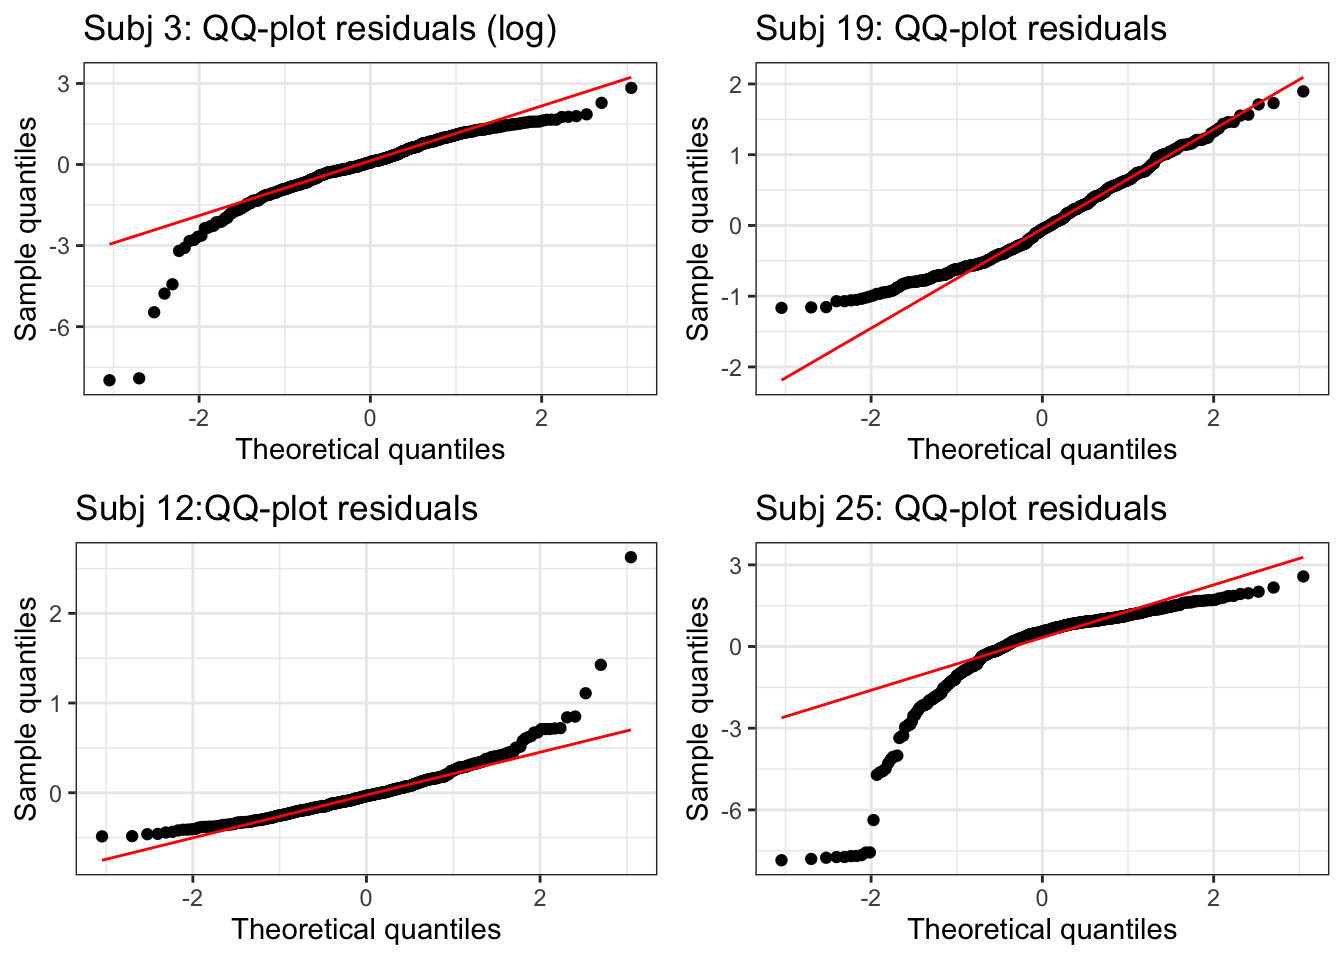 Subj 3: QQ-plot residuals (log)
3
0
-3
-6
Sample quantiles
-2
0
2
Theoretical quantiles
Subj 19: QQ-plot residuals
2
1
0
-1
-2
Sample quantiles
-2
0
2
Theoretical quantiles
Subj 12:QQ-plot residuals
2
1
0
Sample quantiles
-2
0
2
Theoretical quantiles
Subj 25: QQ-plot residuals
3
0
-3
-6
Sample quantiles
-2
0
2
Theoretical quantiles